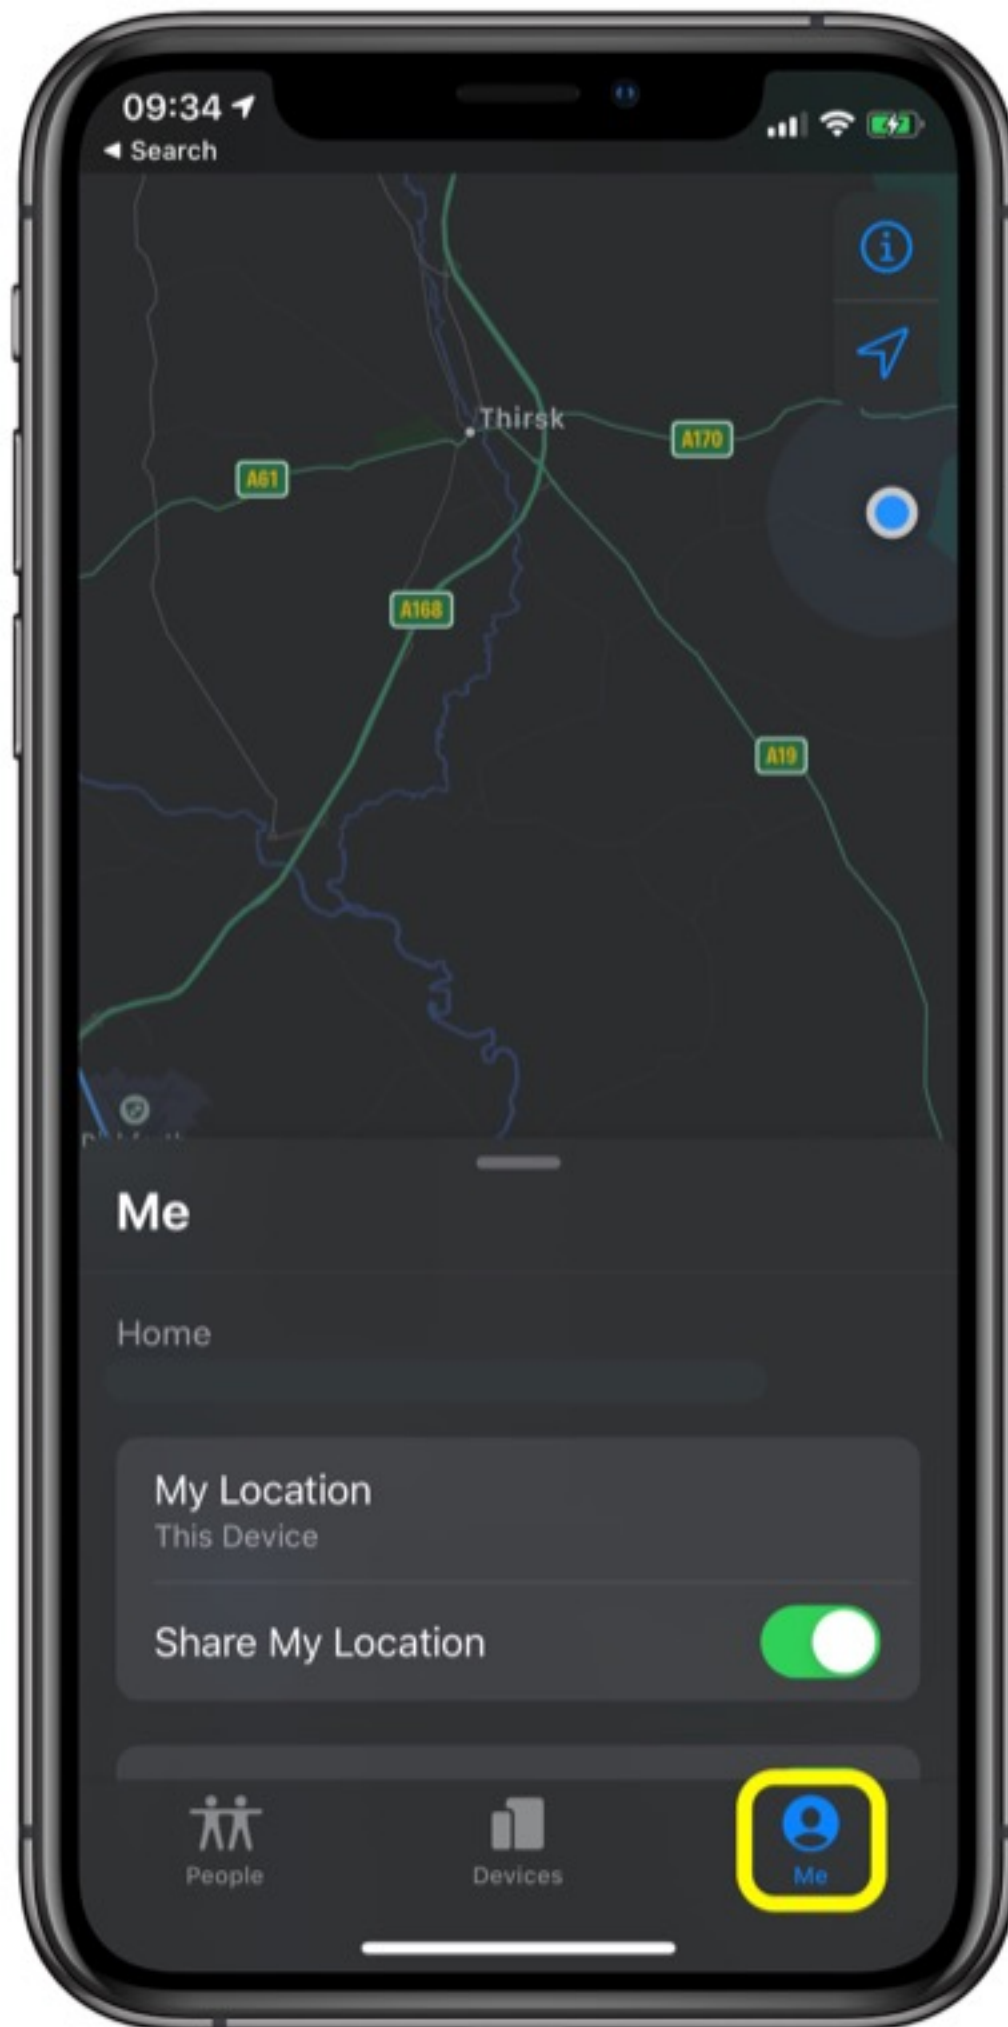 09:34
Search
Thirsk
A170
A61
A168
A19
Me
Home
My Location
This Device
Share My Location
People
Devices
Me